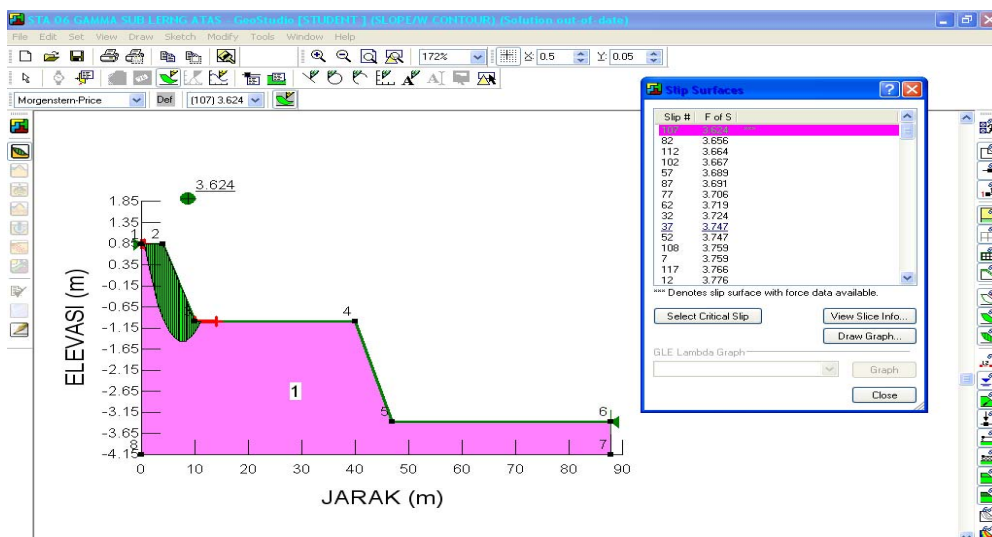 STA 06 GAMMA SUB LERNG ATAS - GeoStudio [STUDENT ] (SLOPE/W CONTOUR) (Solution out-of-date)
File Edit Set View Draw Sketch Modify Tools Window Help
172% X: 0.5 Y: 0.05
Morgenstern-Price Def (107) 3.624
Slip Surfaces
Slip # F of S
107 3.624 ***
82 3.656
112 3.664
102 3.667
57 3.689
87 3.691
77 3.706
62 3.719
32 3.724
37 3.747
52 3.747
108 3.759
7 3.759
117 3.766
12 3.776
*** Denotes slip surface with force data available.
Select Critical Slip View Slice Info...
Draw Graph...
GLE Lambda Graph
Graph
Close
3.624
ELEVASI (m)
1.85
1.35
0.85
0.35
-0.15
-0.65
-1.15
-1.65
-2.15
-2.65
-3.15
-3.65
-4.15
1 2
4
1
5 6
8 7
0 10 20 30 40 50 60 70 80 90
JARAK (m)